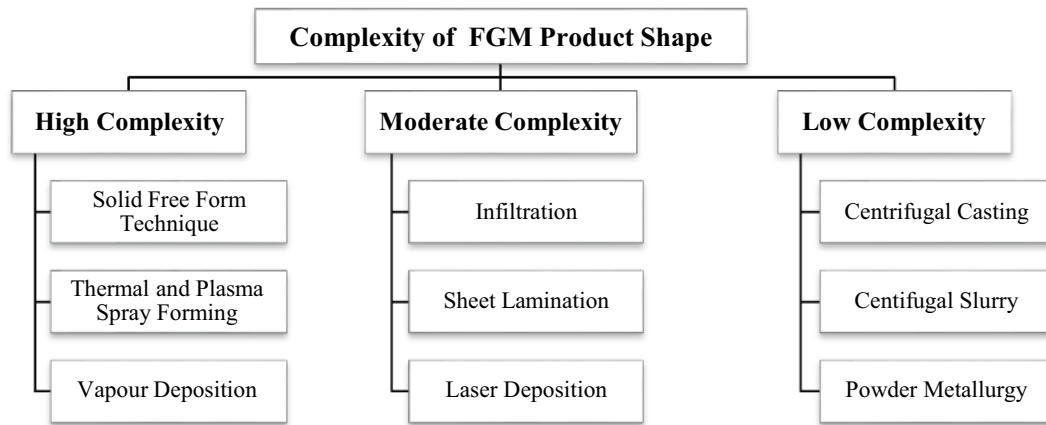 Complexity of FGM Product Shape
High Complexity
Solid Free Form
Technique
Thermal and Plasma
Spray Forming
Vapour Deposition
Moderate Complexity
Infiltration
Sheet Lamination
Laser Deposition
Low Complexity
Centrifugal Casting
Centifugal Slurry
Powder Metallurgy